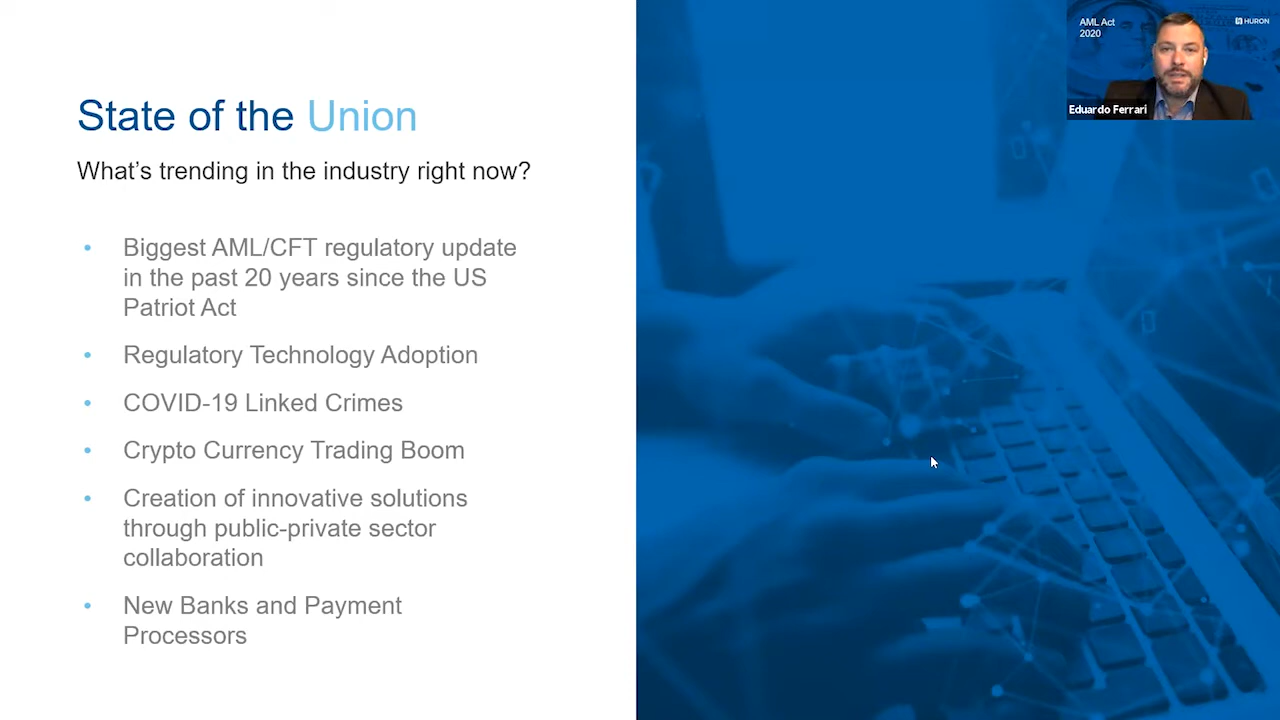 AML Act
2020
HURON
Eduardo Ferrari
State of the Union
What's trending in the industry right now?
• Biggest AML/CFT regulatory update
in the past 20 years since the US
Patriot Act
• Regulatory Technology Adoption
• COVID-19 Linked Crimes
• Crypto Currency Trading Boom
• Creation of innovative solutions
through public-private sector
collaboration
• New Banks and Payment
Processors